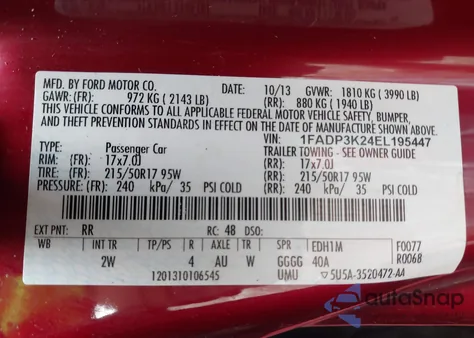 MFD. BY FORD MOTOR CO. DATE: 10/13 GVWR: 1810 KG ( 3990 LB)
GAWR: (FR): 972 KG ( 2143 LB) (RR): 880 KG ( 1940 LB)
THIS VEHICLE CONFORMS TO ALL APPLICABLE FEDERAL MOTOR VEHICLE SAFETY, BUMPER,
AND THEFT PREVENTION STANDARDS IN EFFECT ON THE DATE OF MANUFACTURE SHOWN ABOVE.
VIN: 1FADP3K24EL195447
TYPE: Passenger Car TRAILER TOWING - SEE OWNER GUIDE
RIM: (FR): 17x7.0J (RR): 17x7.0J
TIRE: (FR): 215/50R17 95W (RR): 215/50R17 95W
PRESSURE: (FR): 240 kPa/ 35 PSI COLD (RR): 240 kPa/ 35 PSI COLD
EXT PNT: RR RC: 48 DSO:
WB INT TR TP/PS R AXLE TR SPR EDH1M F0077
2W 4 AU W GGGG 40A R0068
1201310106545 UMU ▽5U5A-3520472-AA
AutaSnap